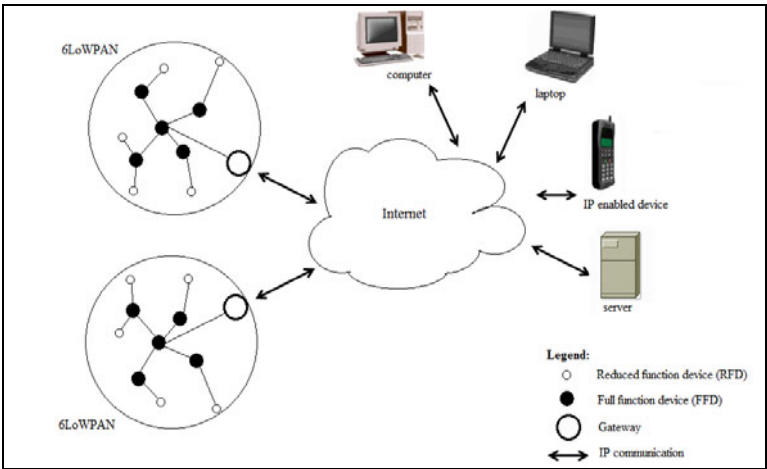 6LoWPAN
computer
laptop
Internet
IP enabled device
server
6LoWPAN
Legend:
Reduced function device (RFD)
Full function device (FFD)
Gateway
IP communication